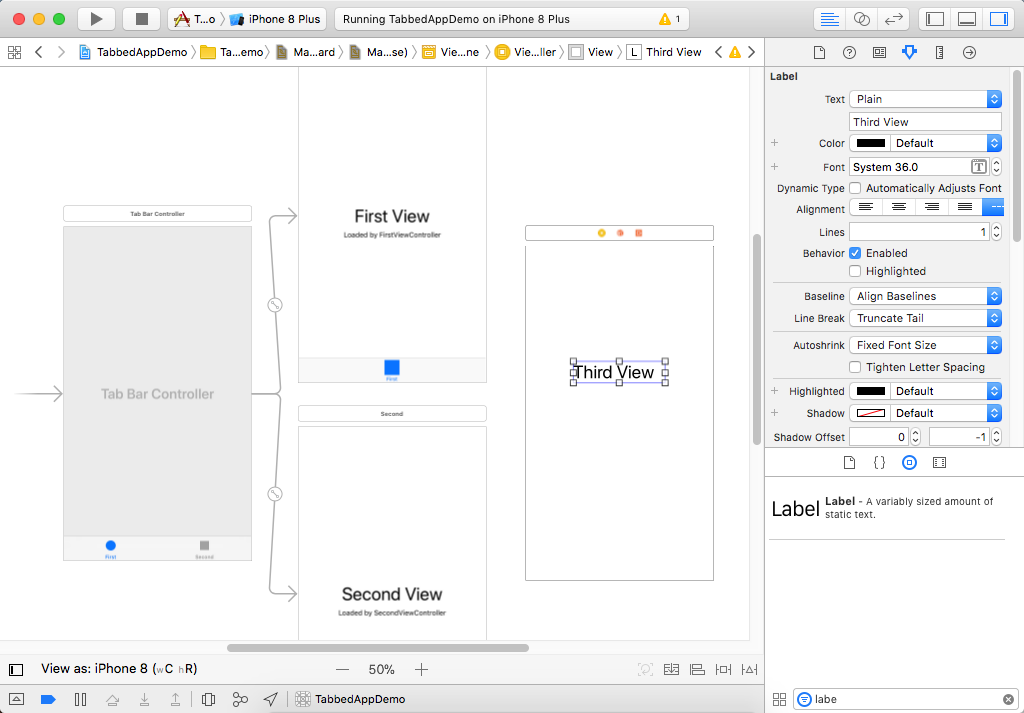 T...o 〉 iPhone 8 Plus
Running TabbedAppDemo on iPhone 8 Plus
1
TabbedAppDemo 〉 Ta...emo 〉 Ma...ard 〉 Ma...se) 〉 Vie...ne 〉 Vie...ller 〉 View 〉 L Third View
Tab Bar Controller
Tab Bar Controller
First
Second
First View
Loaded by FirstViewController
First
Second
Second View
Loaded by SecondViewController
Third View
Label
Text Plain
Third View
+ Color Default
+ Font System 36.0 T
Dynamic Type Automatically Adjusts Font
Alignment ---
Lines 1
Behavior Enabled
Highlighted
Baseline Align Baselines
Line Break Truncate Tail
Autoshrink Fixed Font Size
Tighten Letter Spacing
+ Highlighted Default
+ Shadow Default
Shadow Offset 0 -1
{}
Label Label - A variably sized amount of
static text.
View as: iPhone 8 (wC hR)
— 50% +
TabbedAppDemo
labe